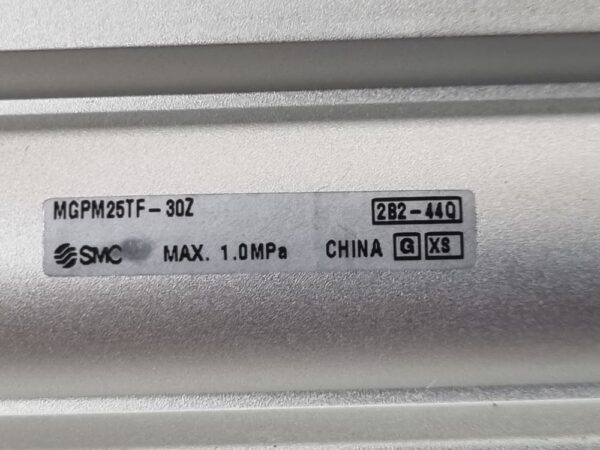 MGPM25TF-30Z 2B2-44Q
SMC MAX. 1.0MPa CHINA G XS